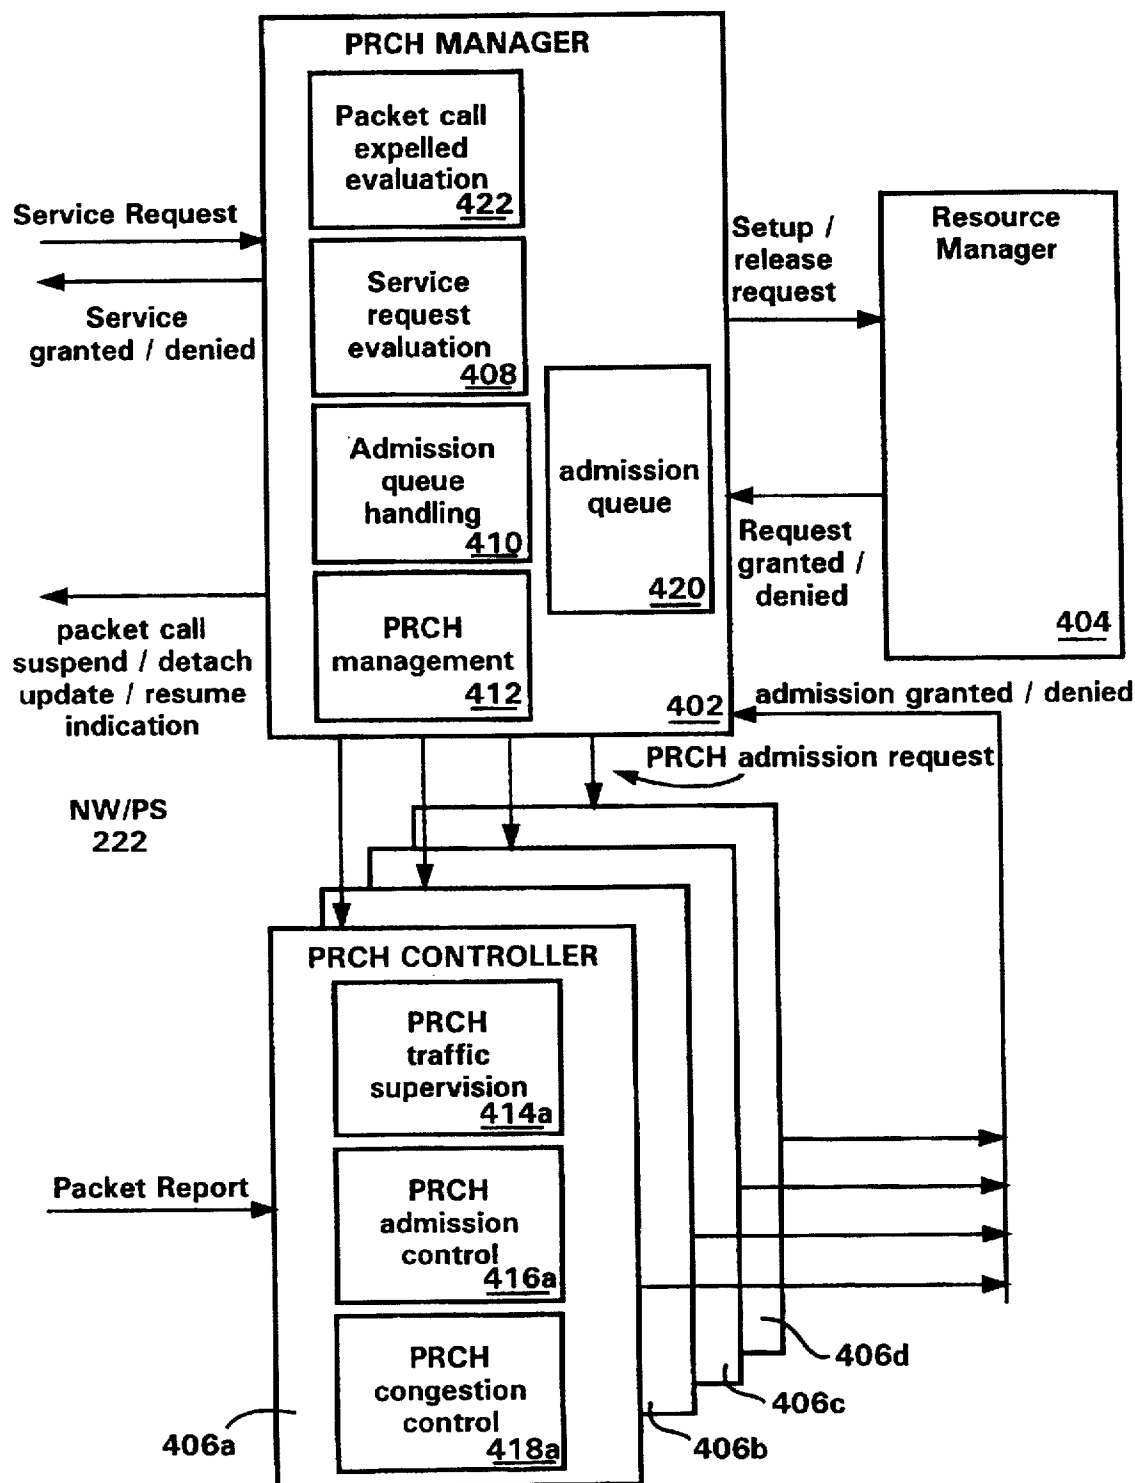 PRCH MANAGER
Packet call
expelled
evaluation
422
Service Request
Service
granted / denied
Service
request
evaluation
408
Setup /
release
request
Resource
Manager
Admission
queue
handling
410
admission
queue
420
Request
granted /
denied
404
packet call
suspend / detach
update / resume
indication
PRCH
management
412
402
admission granted / denied
PRCH admission request
NW/PS
222
PRCH CONTROLLER
PRCH
traffic
supervision
414a
Packet Report
PRCH
admission
control
416a
PRCH
congestion
control
418a
406a
406b
406c
406d